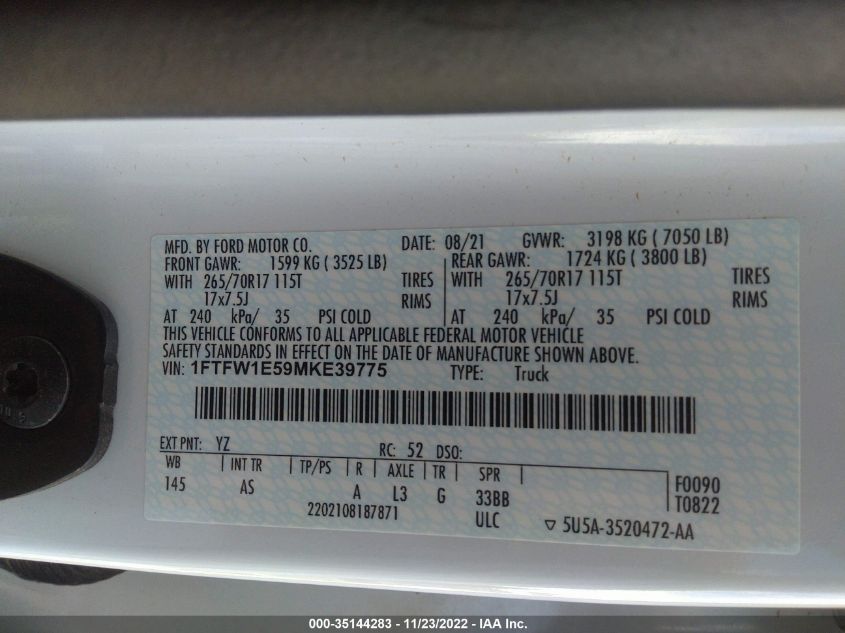 MFD. BY FORD MOTOR CO. DATE: 08/21 GVWR: 3198 KG ( 7050 LB)
FRONT GAWR: 1599 KG ( 3525 LB) REAR GAWR: 1724 KG ( 3800 LB)
WITH 265/70R17 115T TIRES WITH 265/70R17 115T TIRES
17x7.5J RIMS 17x7.5J RIMS
AT 240 kPa/ 35 PSI COLD AT 240 kPa/ 35 PSI COLD
THIS VEHICLE CONFORMS TO ALL APPLICABLE FEDERAL MOTOR VEHICLE
SAFETY STANDARDS IN EFFECT ON THE DATE OF MANUFACTURE SHOWN ABOVE.
VIN: 1FTFW1E59MKE39775 TYPE: Truck
EXT PNT: YZ RC: 52 DSO:
WB INT TR TP/PS R AXLE TR SPR
145 AS A L3 G 33BB F0090
2202108187871 ULC T0822
5U5A-3520472-AA
000-35144283 - 11/23/2022 - IAA Inc.